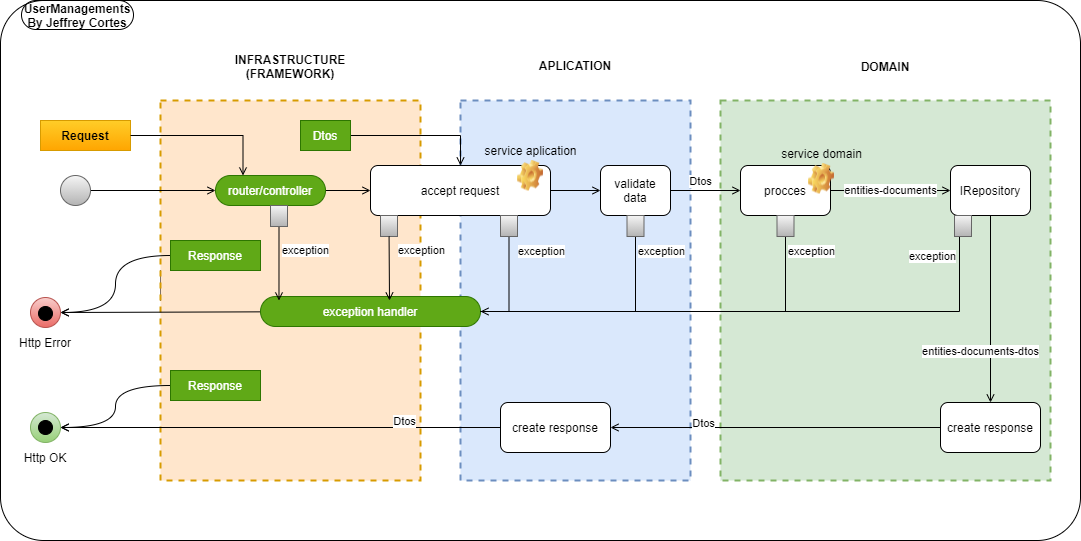 UserManagements
By Jeffrey Cortes
INFRASTRUCTURE
(FRAMEWORK)
APLICATION
DOMAIN
Request
Dtos
service aplication
service domain
router/controller
accept request
validate
data
Dtos
procces
entities-documents
IRepository
exception
exception
exception
exception
exception
exception
Response
exception handler
Http Error
entities-documents-dtos
Response
Dtos
create response
Dtos
create response
Http OK